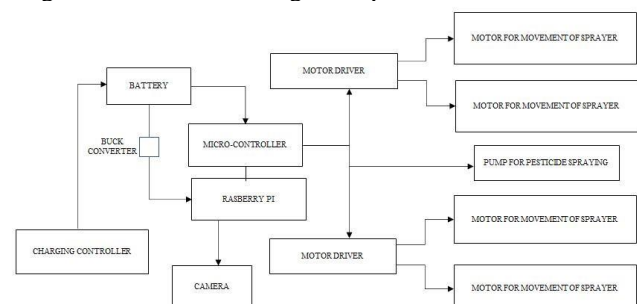 MOTOR FOR MOVEMENT OF SPRAYER
MOTOR DRIVER
BATTERY
MOTOR FOR MOVEMENT OF SPRAYER
BUCK
CONVERTER
MICRO-CONTROLLER
PUMP FOR PESTICIDE SPRAYING
RASBERRY PI
MOTOR FOR MOVEMENT OF SPRAYER
CHARGING CONTROLLER
MOTOR DRIVER
CAMERA
MOTOR FOR MOVEMENT OF SPRAYER